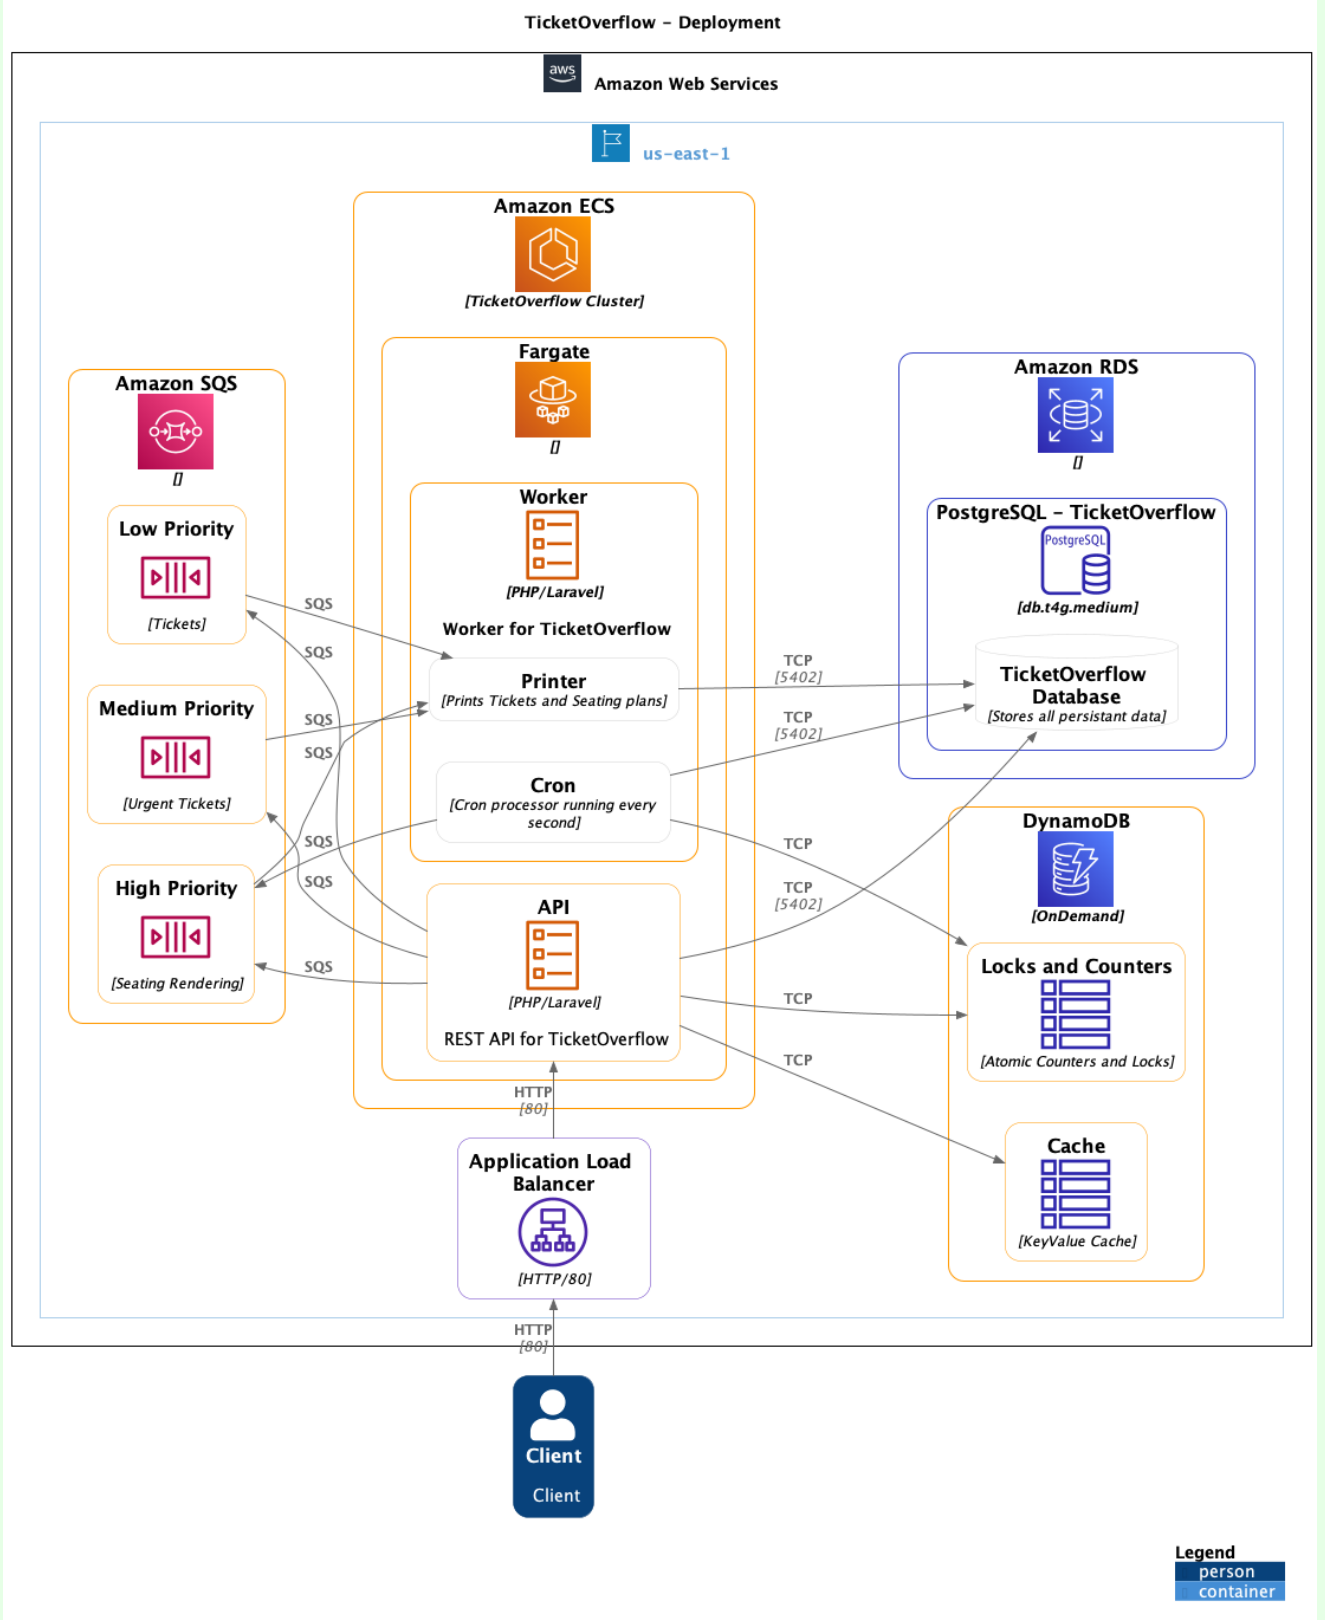 TicketOverflow - Deployment
aws
Amazon Web Services
us-east-1
Amazon ECS
[TicketOverflow Cluster]
Fargate
[]
Amazon SQS
[]
Low Priority
[Tickets]
Medium Priority
[Urgent Tickets]
High Priority
[Seating Rendering]
SQS
SQS
SQS
SQS
SQS
SQS
SQS
Worker
[PHP/Laravel]
Worker for TicketOverflow
Printer
[Prints Tickets and Seating plans]
Cron
[Cron processor running every
second]
API
[PHP/Laravel]
REST API for TicketOverflow
TCP
[5402]
TCP
[5402]
TCP
TCP
[5402]
TCP
TCP
Amazon RDS
[]
PostgreSQL - TicketOverflow
PostgreSQL
[db.t4g.medium]
TicketOverflow
Database
[Stores all persistant data]
DynamoDB
[OnDemand]
Locks and Counters
[Atomic Counters and Locks]
Cache
[KeyValue Cache]
HTTP
[80]
Application Load
Balancer
[HTTP/80]
HTTP
[80]
Client
Client
Legend
person
container